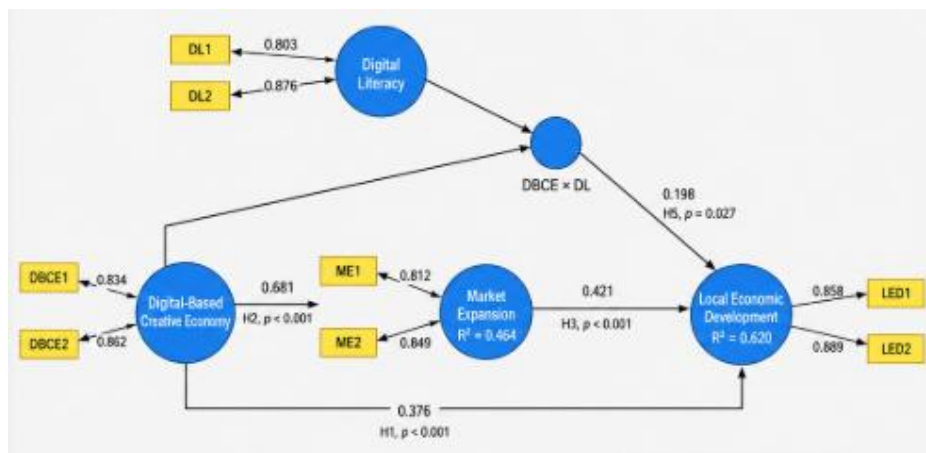 DL1
0.803
DL2
0.876
Digital
Literacy
DBCE × DL
0.198
H5, p = 0.027
DBCE1
0.834
DBCE2
0.862
Digital-Based
Creative Economy
0.681
H2, p < 0.001
ME1
0.812
ME2
0.849
Market
Expansion
R² = 0.464
0.421
H3, p < 0.001
Local Economic
Development
R² = 0.620
0.858
LED1
0.889
LED2
0.376
H1, p < 0.001